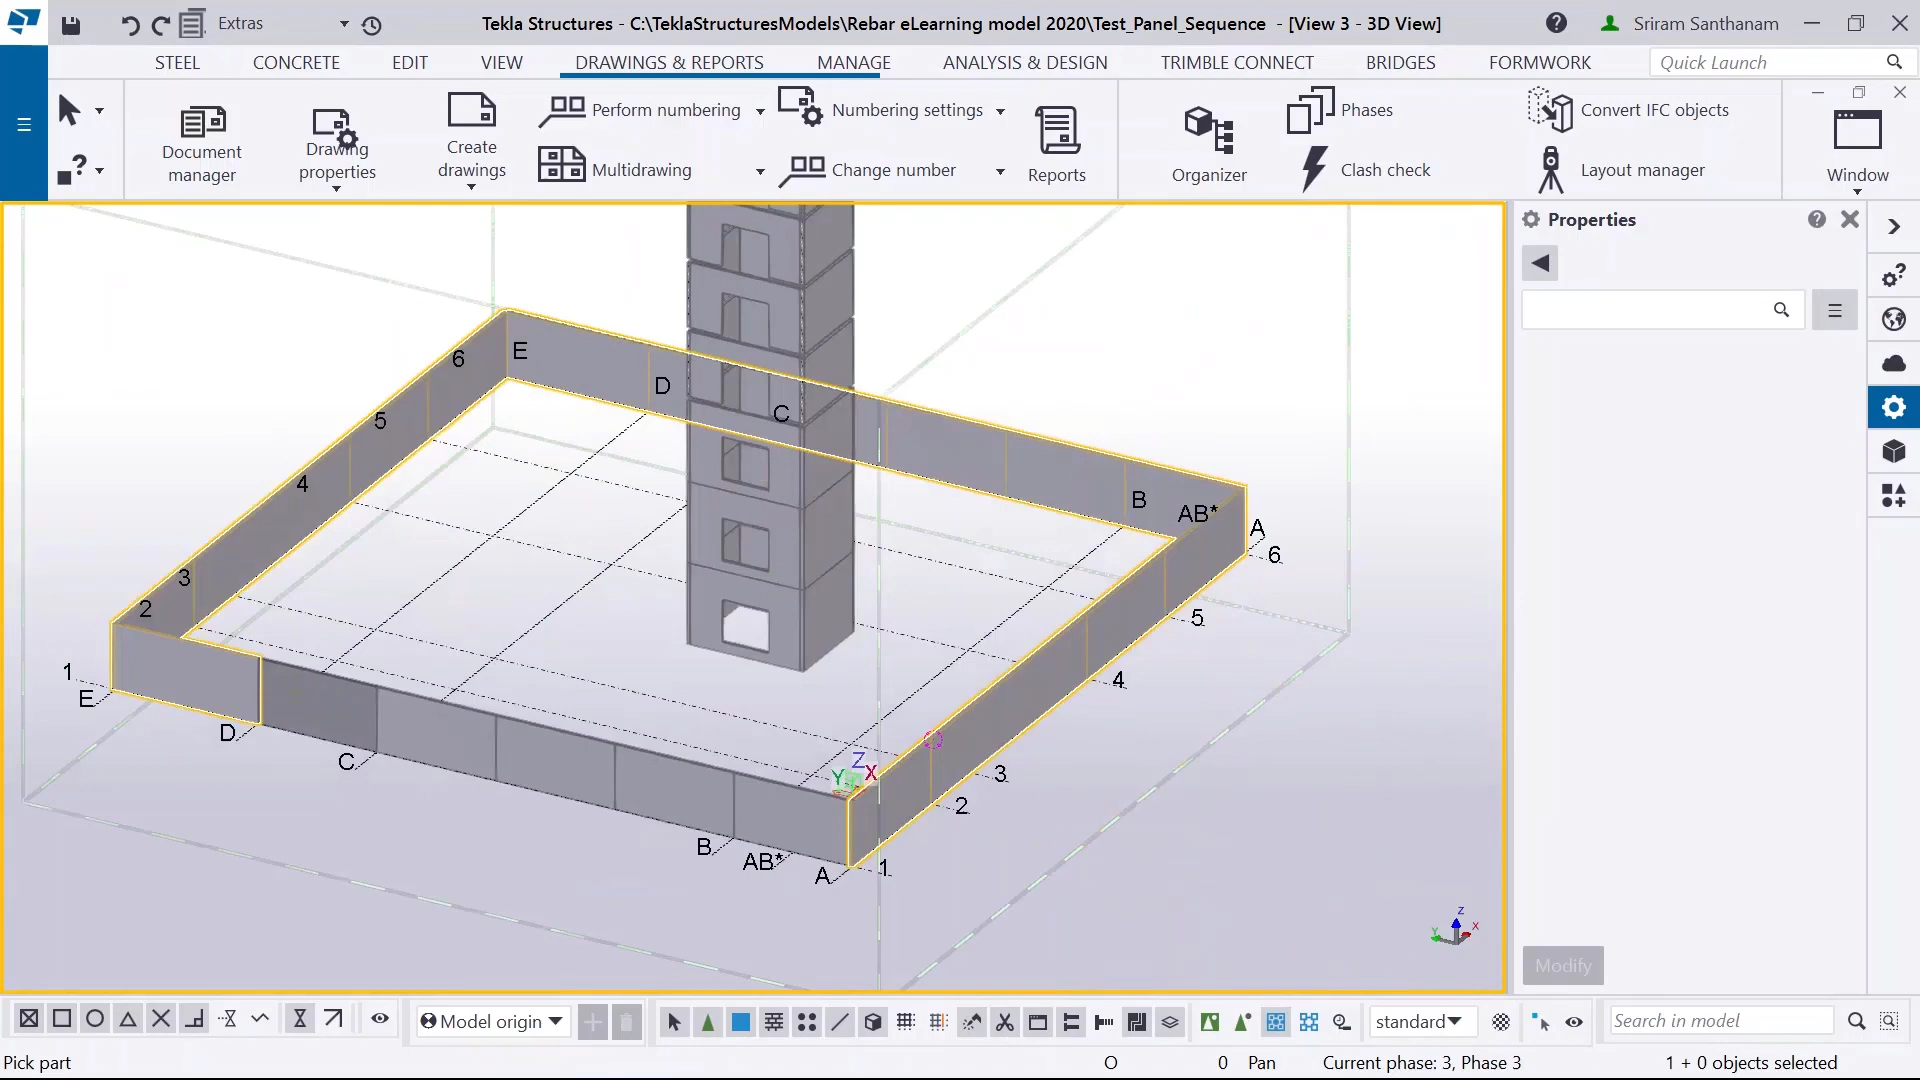 Extras
Tekla Structures - C:\TeklaStructuresModels\Rebar eLearning model 2020\Test_Panel_Sequence - [View 3 - 3D View]
Sriram Santhanam
STEEL CONCRETE EDIT VIEW DRAWINGS & REPORTS MANAGE ANALYSIS & DESIGN TRIMBLE CONNECT BRIDGES FORMWORK
Quick Launch
Document manager
Drawing properties
Create drawings
Perform numbering
Multidrawing
Numbering settings
Change number
Reports
Organizer
Phases
Clash check
Convert IFC objects
Layout manager
Window
Properties
6 E
D
5 C
4
B AB* A
6
3
2
5
1
E
4
D
C
Z
Y X
3
2
B
AB*
A 1
Z
Y X
Modify
Model origin
standard
Search in model
Pick part
O 0 Pan Current phase: 3, Phase 3 1 + 0 objects selected